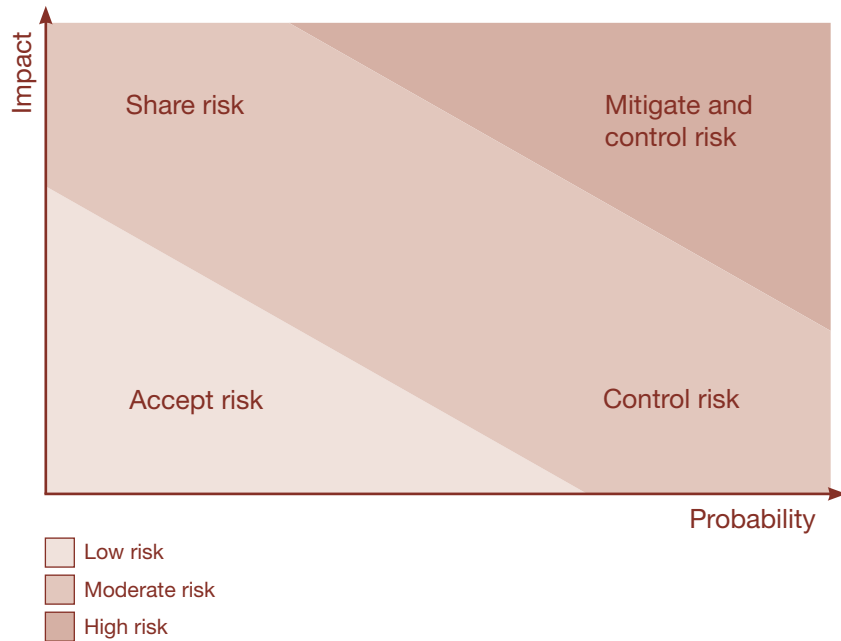 Impact
Share risk
Mitigate and
control risk
Accept risk
Control risk
Probability
Low risk
Moderate risk
High risk